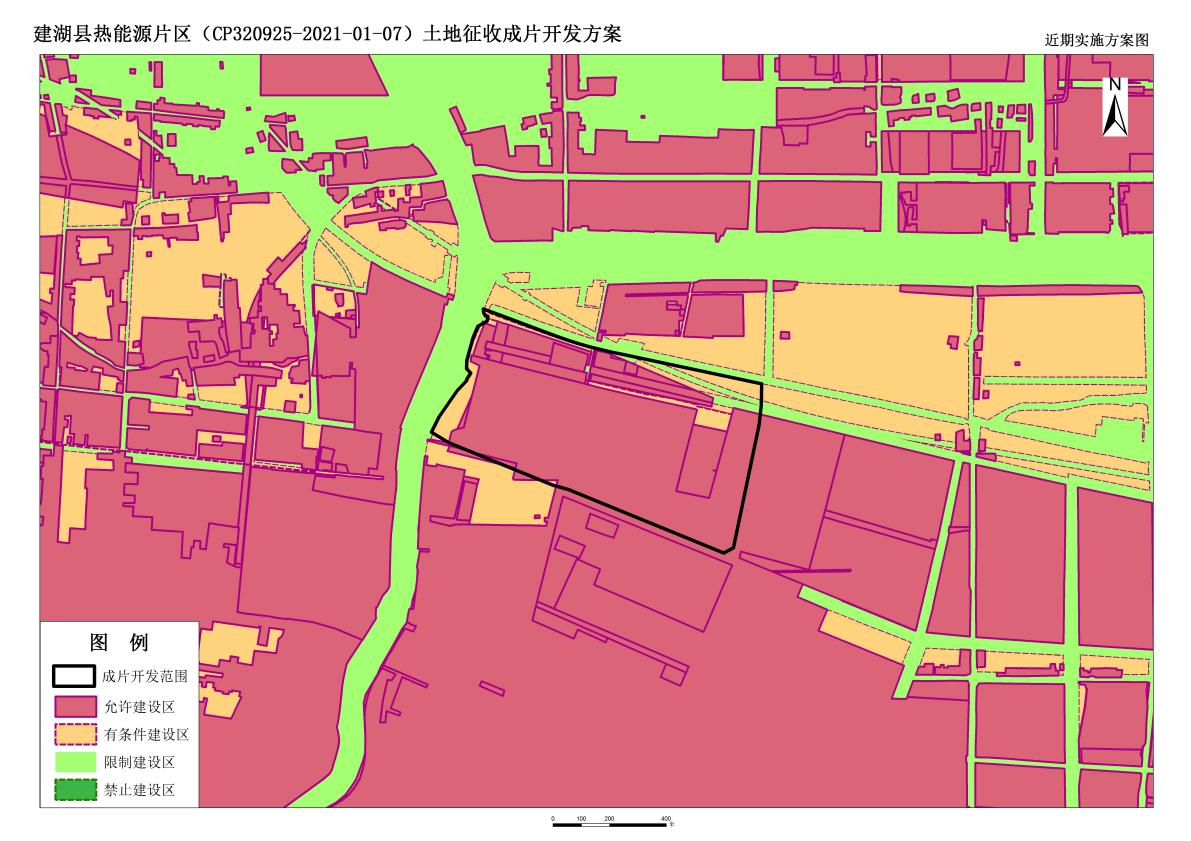 建湖县热能源片区（CP320925-2021-01-07）土地征收成片开发方案
近期实施方案图
N
图 例
成片开发范围
允许建设区
有条件建设区
限制建设区
禁止建设区
0 100 200 400
米